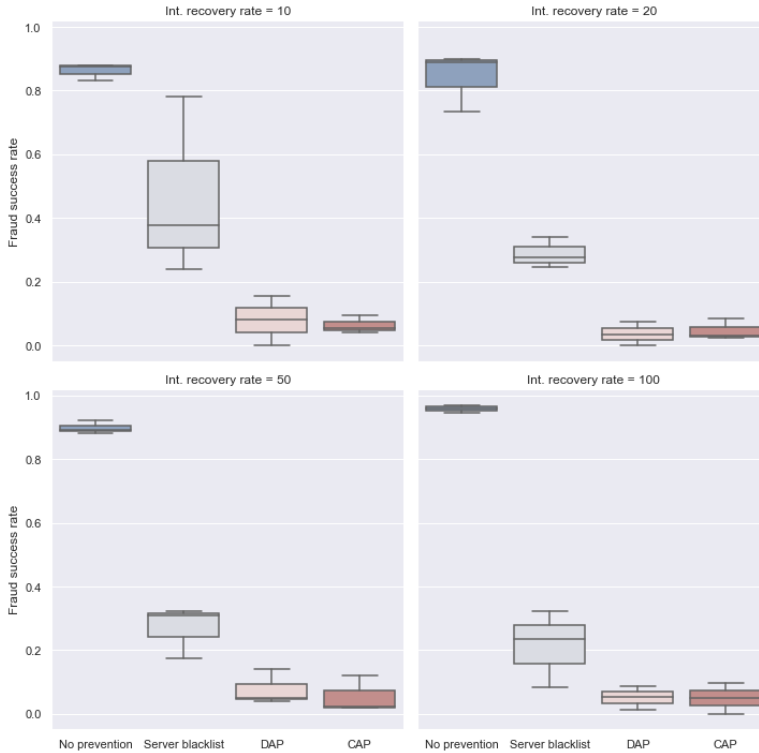 Int. recovery rate = 10
Int. recovery rate = 20
1.0
0.8
0.6
0.4
0.2
0.0
Fraud success rate
Int. recovery rate = 50
Int. recovery rate = 100
1.0
0.8
0.6
0.4
0.2
0.0
Fraud success rate
No prevention Server blacklist DAP CAP No prevention Server blacklist DAP CAP